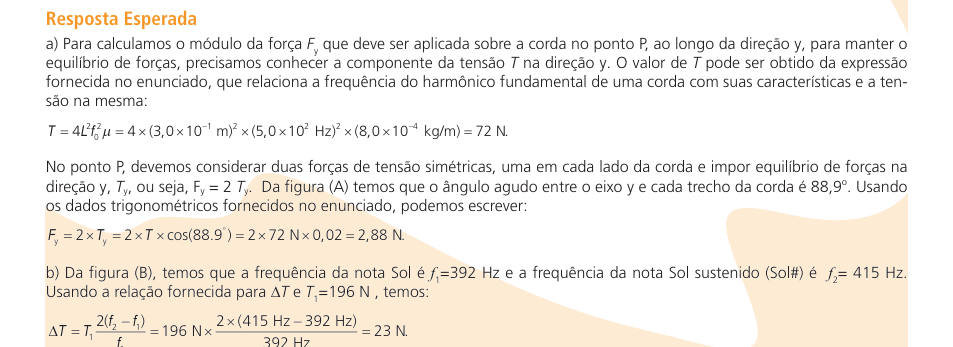 Resposta Esperada
a) Para calculamos o módulo da força Fy que deve ser aplicada sobre a corda no ponto P, ao longo da direção y, para manter o
equilíbrio de forças, precisamos conhecer a componente da tensão T na direção y. O valor de T pode ser obtido da expressão
fornecida no enunciado, que relaciona a frequência do harmônico fundamental de uma corda com suas características e a ten-
são na mesma:
T = 4L²f₀²μ = 4 × (3,0 × 10⁻¹ m)² × (5,0 × 10² Hz)² × (8,0 × 10⁻⁴ kg/m) = 72 N.
No ponto P, devemos considerar duas forças de tensão simétricas, uma em cada lado da corda e impor equilíbrio de forças na
direção y, Ty, ou seja, Fy = 2 Ty. Da figura (A) temos que o ângulo agudo entre o eixo y e cada trecho da corda é 88,9º. Usando
os dados trigonométricos fornecidos no enunciado, podemos escrever:
Fy = 2 × Ty = 2 × T × cos(88.9°) = 2 × 72 N × 0,02 = 2,88 N.
b) Da figura (B), temos que a frequência da nota Sol é f₁=392 Hz e a frequência da nota Sol sustenido (Sol#) é f₂= 415 Hz.
Usando a relação fornecida para ΔT e T₁=196 N , temos:
ΔT = T₁ 2(f₂ − f₁)/f₁ = 196 N × 2 × (415 Hz − 392 Hz)/392 Hz = 23 N.